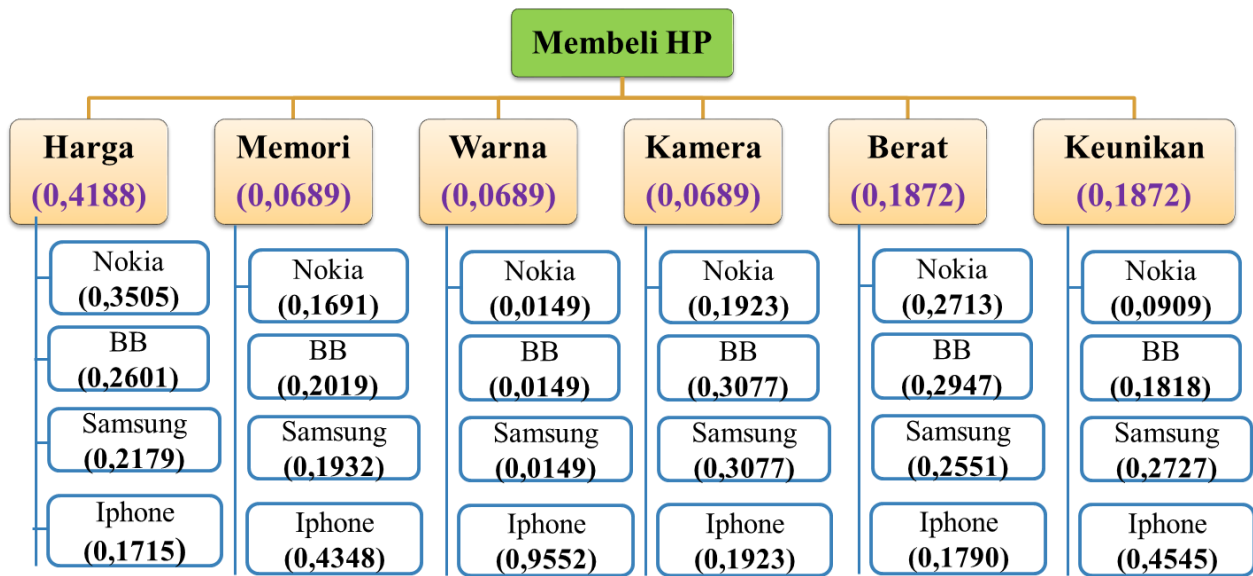 Membeli HP
Harga
(0,4188)
Memori
(0,0689)
Warna
(0,0689)
Kamera
(0,0689)
Berat
(0,1872)
Keunikan
(0,1872)
Nokia
(0,3505)
BB
(0,2601)
Samsung
(0,2179)
Iphone
(0,1715)
Nokia
(0,1691)
BB
(0,2019)
Samsung
(0,1932)
Iphone
(0,4348)
Nokia
(0,0149)
BB
(0,0149)
Samsung
(0,0149)
Iphone
(0,9552)
Nokia
(0,1923)
BB
(0,3077)
Samsung
(0,3077)
Iphone
(0,1923)
Nokia
(0,2713)
BB
(0,2947)
Samsung
(0,2551)
Iphone
(0,1790)
Nokia
(0,0909)
BB
(0,1818)
Samsung
(0,2727)
Iphone
(0,4545)